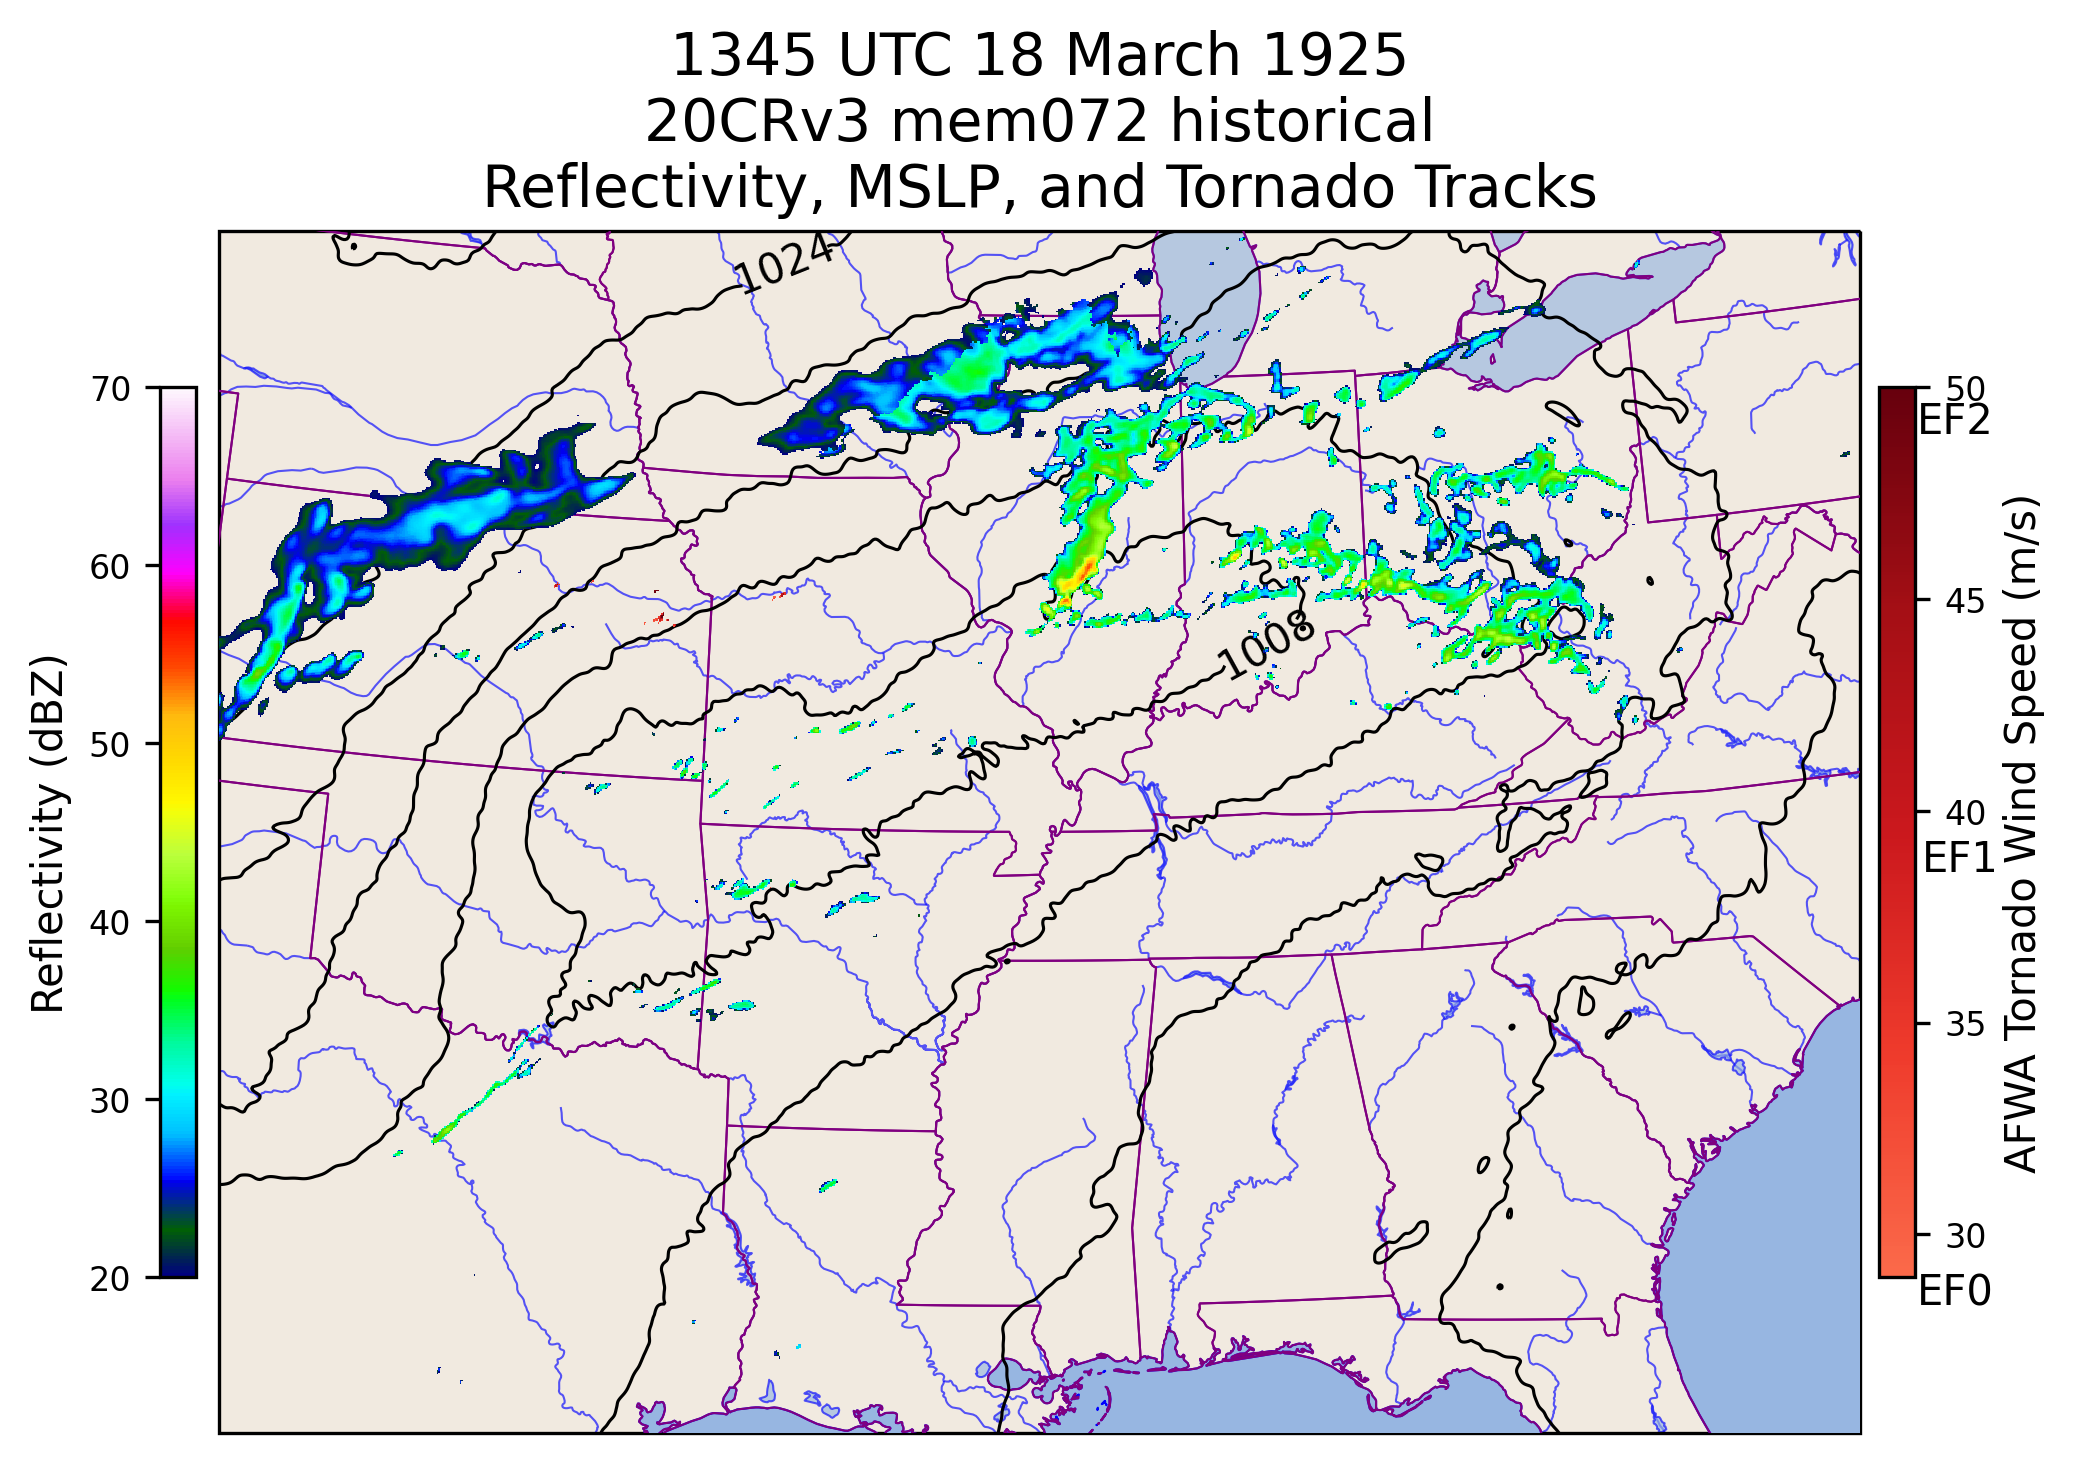 1345 UTC 18 March 1925
20CRv3 mem072 historical
Reflectivity, MSLP, and Tornado Tracks
1024
1008
70
60
50
40
30
20
Reflectivity (dBZ)
50
EF2
45
40
EF1
35
30
EF0
AFWA Tornado Wind Speed (m/s)